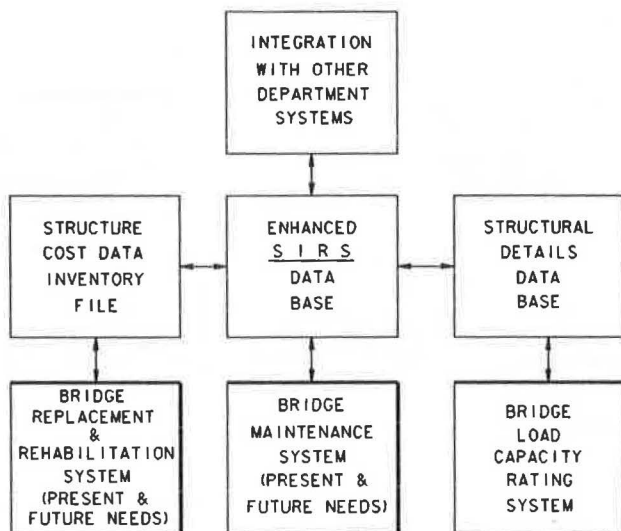 INTEGRATION
WITH OTHER
DEPARTMENT
SYSTEMS
STRUCTURE
COST DATA
INVENTORY
FILE
ENHANCED
S I R S
DATA
BASE
STRUCTURAL
DETAILS
DATA
BASE
BRIDGE
REPLACEMENT
&
REHABILITATION
SYSTEM
(PRESENT &
FUTURE NEEDS)
BRIDGE
MAINTENANCE
SYSTEM
(PRESENT &
FUTURE NEEDS)
BRIDGE
LOAD
CAPACITY
RATING
SYSTEM